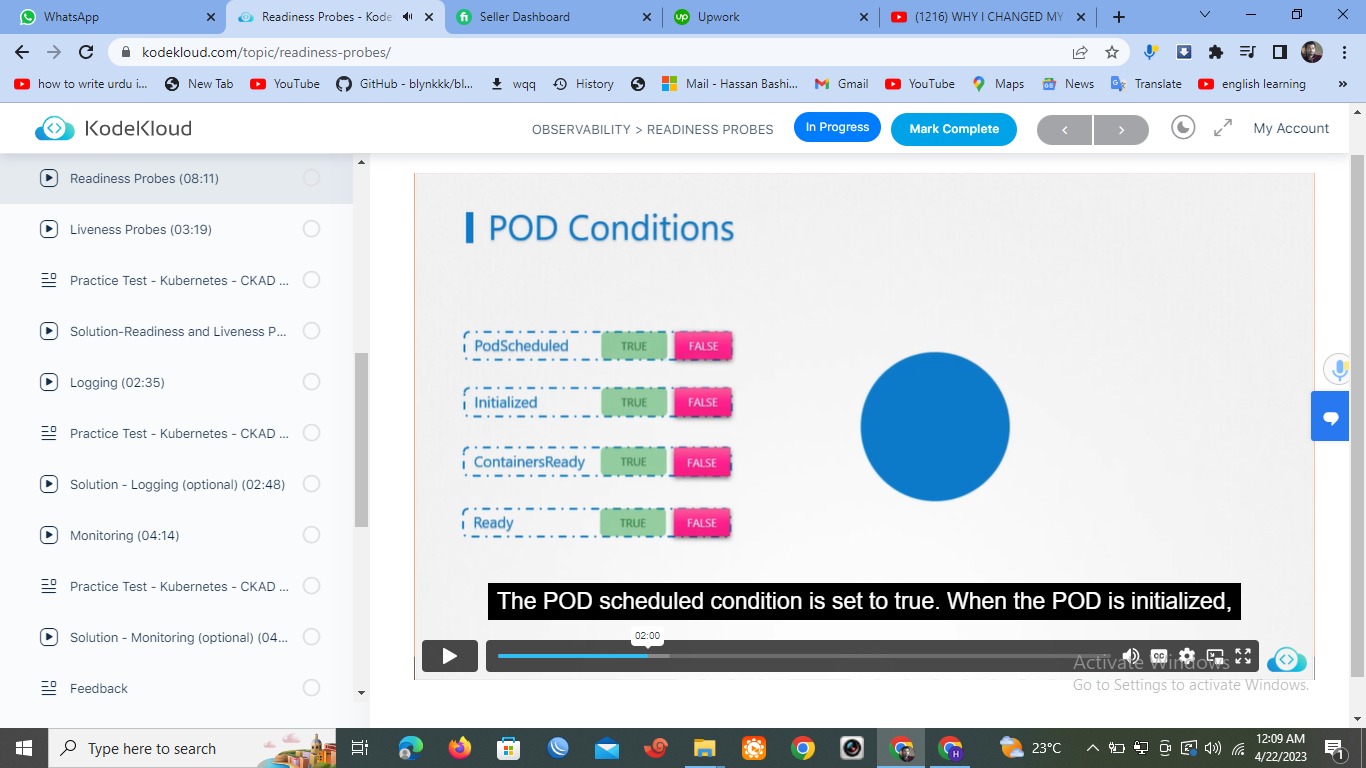 WhatsApp
Readiness Probes - Kode
Seller Dashboard
Upwork
(1216) WHY I CHANGED MY
kodekloud.com/topic/readiness-probes/
how to write urdu i...
New Tab
YouTube
GitHub - blynkkk/bl...
wqq
History
Mail - Hassan Bashi...
Gmail
YouTube
Maps
News
Translate
english learning
»
KodeKloud
OBSERVABILITY > READINESS PROBES
In Progress
Mark Complete
My Account
Readiness Probes (08:11)
Liveness Probes (03:19)
Practice Test - Kubernetes - CKAD ...
Solution-Readiness and Liveness P...
Logging (02:35)
Practice Test - Kubernetes - CKAD ...
Solution - Logging (optional) (02:48)
Monitoring (04:14)
Practice Test - Kubernetes - CKAD ...
Solution - Monitoring (optional) (04...
Feedback
POD Conditions
PodScheduled TRUE FALSE
Initialized TRUE FALSE
ContainersReady TRUE FALSE
Ready TRUE FALSE
The POD scheduled condition is set to true. When the POD is initialized,
02:00
CC
Activate Windows
Go to Settings to activate Windows.
Type here to search
23°C
12:09 AM
4/22/2023
1